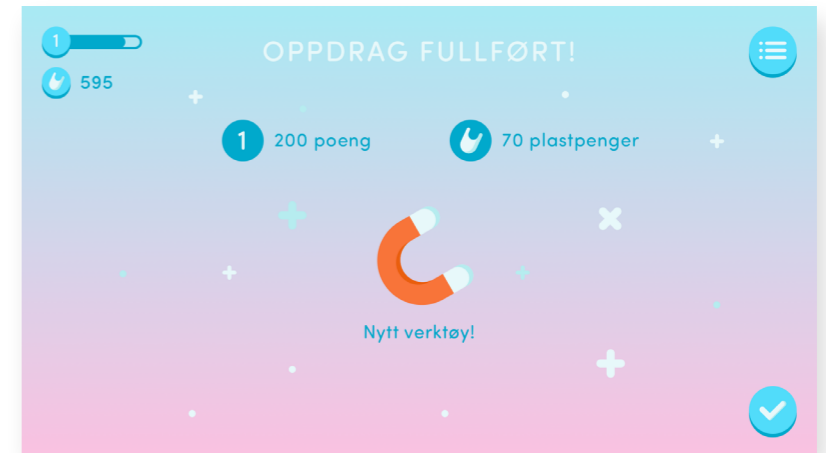 1
OPPDRAG FULLFØRT!
595
1 200 poeng
70 plastpenger
Nytt verktøy!